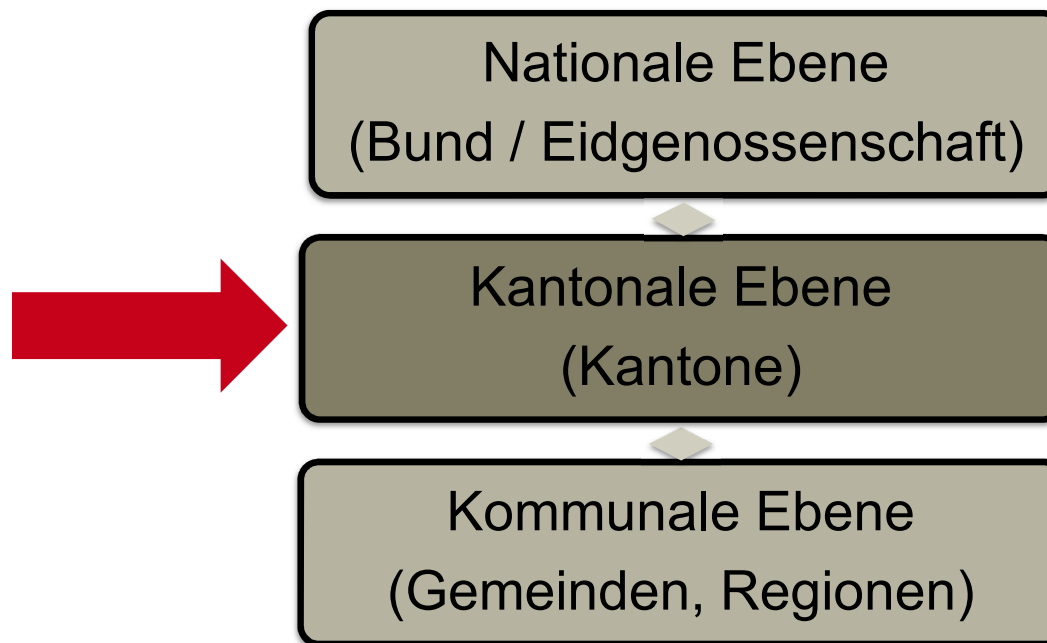 Nationale Ebene
(Bund / Eidgenossenschaft)
Kantonale Ebene
(Kantone)
Kommunale Ebene
(Gemeinden, Regionen)